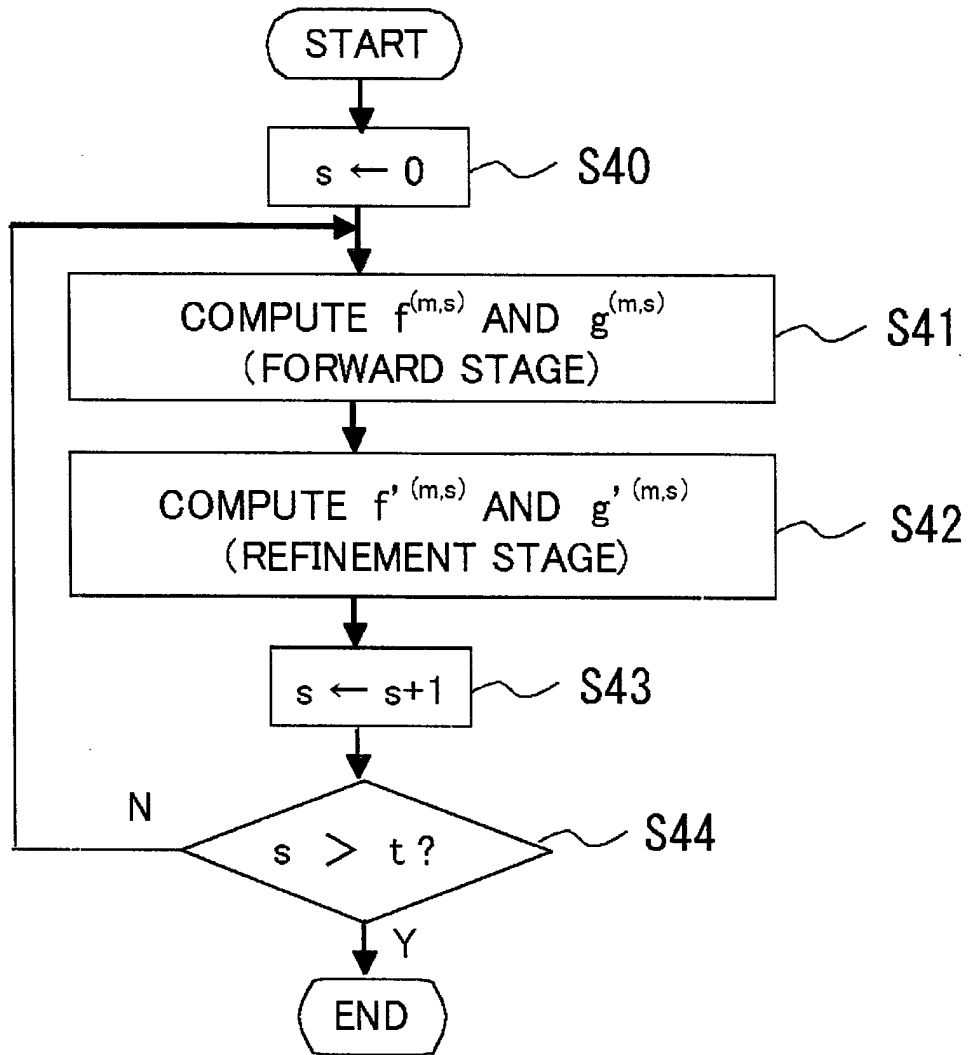 START
s ← 0
S40
COMPUTE f^(m,s) AND g^(m,s)
(FORWARD STAGE)
S41
COMPUTE f'^(m,s) AND g'^(m,s)
(REFINEMENT STAGE)
S42
s ← s+1
S43
N
s > t?
S44
Y
END